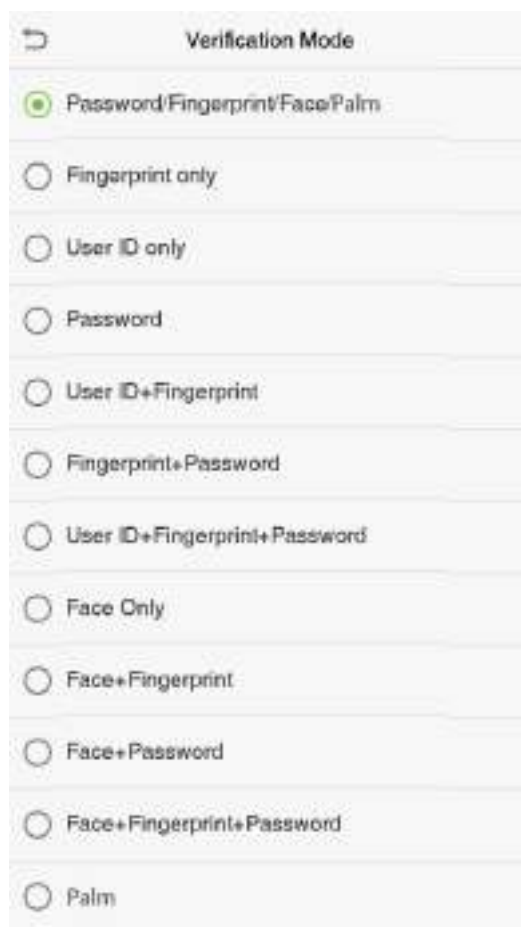 Verification Mode
Password/Fingerprint/Face/Palm
Fingerprint only
User ID only
Password
User ID+Fingerprint
Fingerprint+Password
User ID+Fingerprint+Password
Face Only
Face+Fingerprint
Face+Password
Face+Fingerprint+Password
Palm